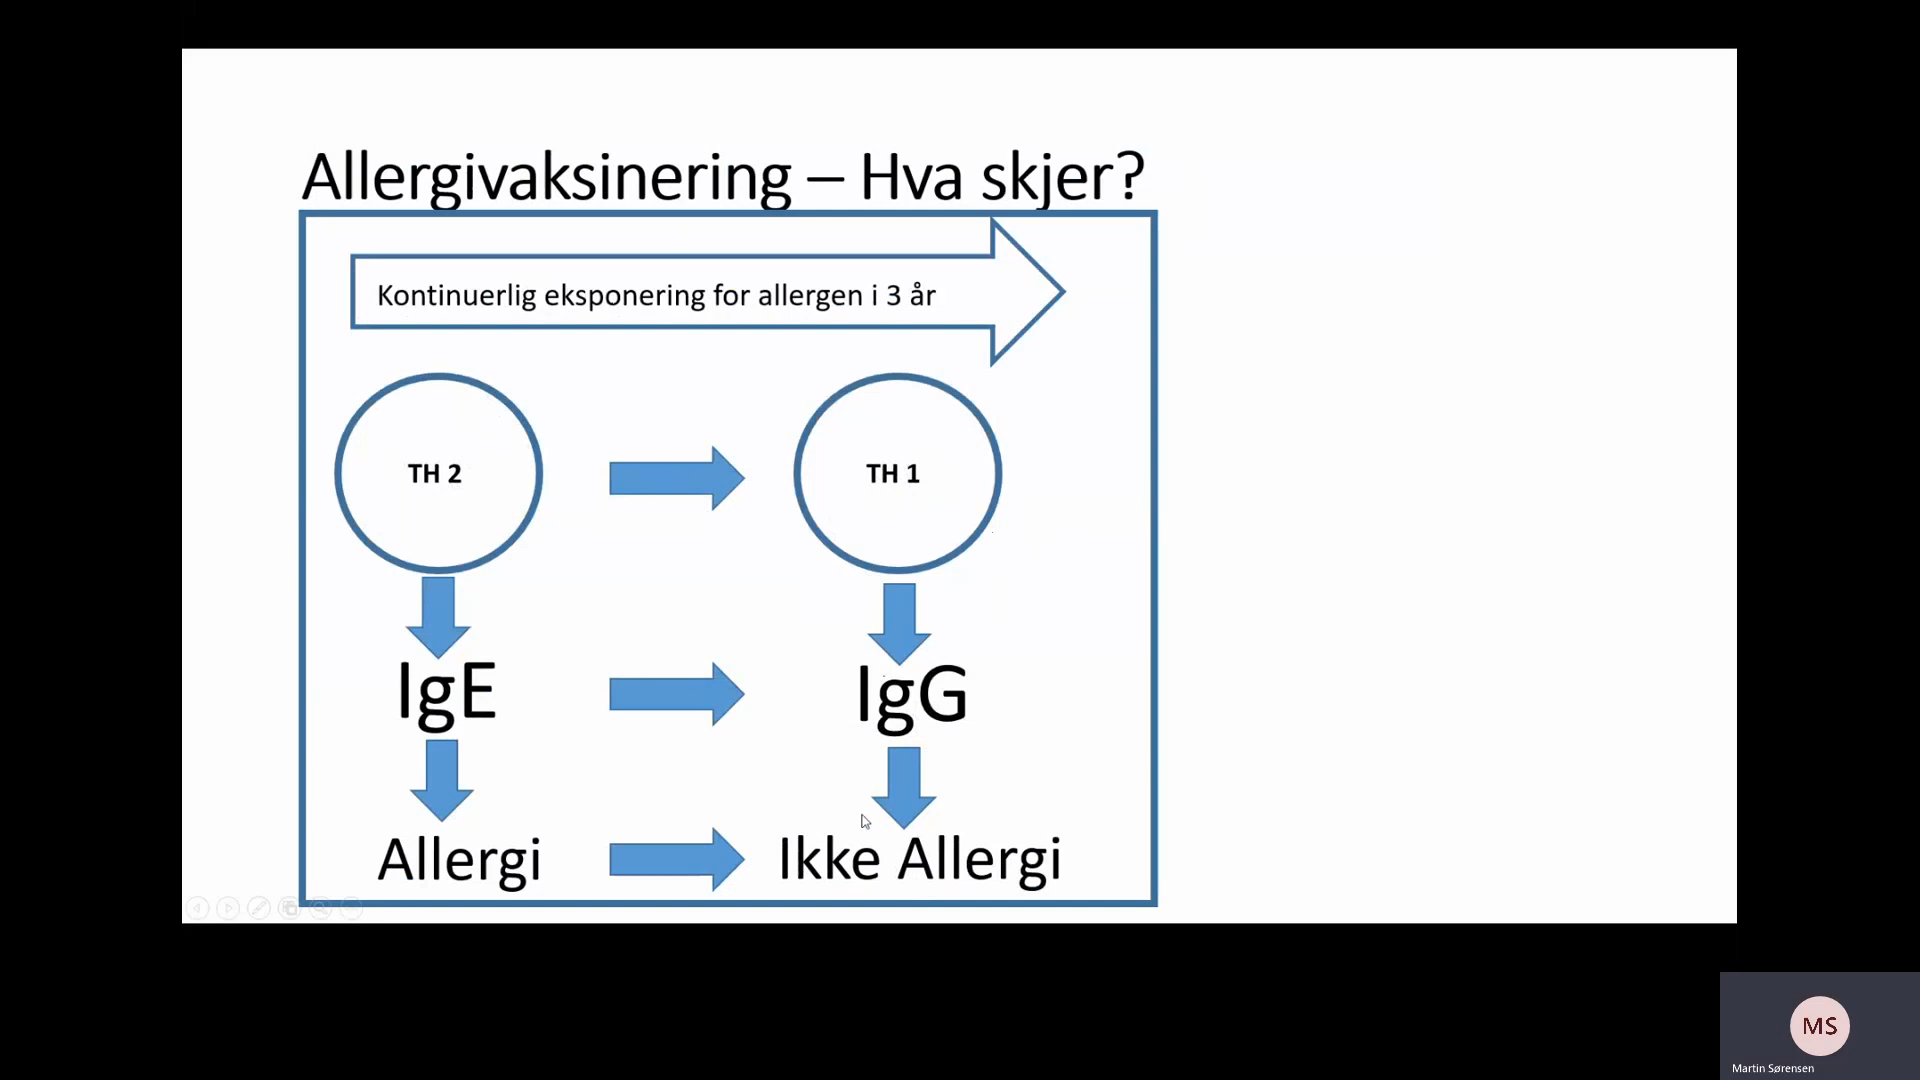 Allergivaksinering – Hva skjer?
Kontinuerlig eksponering for allergen i 3 år
TH 2
TH 1
IgE
IgG
Allergi
Ikke Allergi
MS
Martin Sørensen